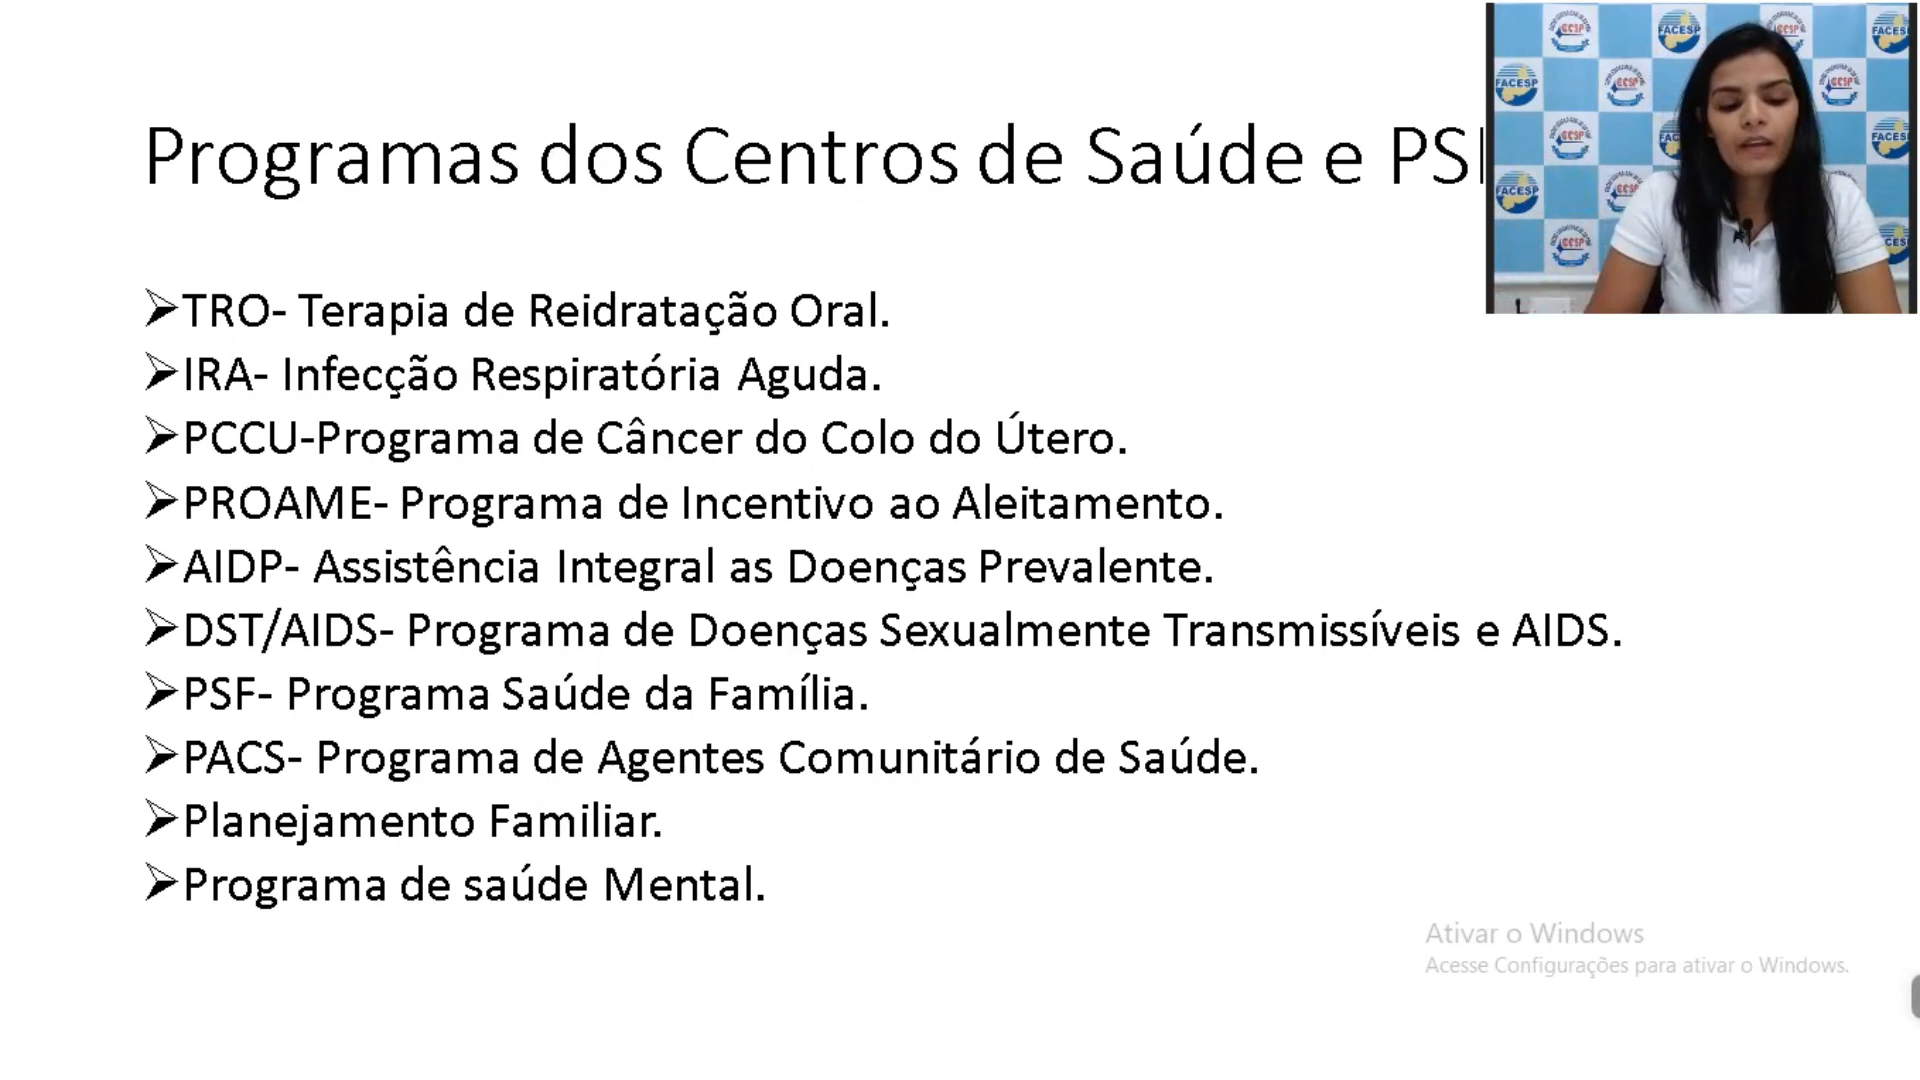 Programas dos Centros de Saúde e
TRO- Terapia de Reidratação Oral.
IRA- Infecção Respiratória Aguda.
PCCU-Programa de Câncer do Colo do Útero.
PROAME- Programa de Incentivo ao Aleitamento.
AIDP- Assistência Integral as Doenças Prevalente.
DST/AIDS- Programa de Doenças Sexualmente Transmissíveis e AIDS.
PSF- Programa Saúde da Família.
PACS- Programa de Agentes Comunitário de Saúde.
Planejamento Familiar.
Programa de saúde Mental.
FACESP
CCSP
Ativar o Windows
Acesse Configurações para ativar o Windows.